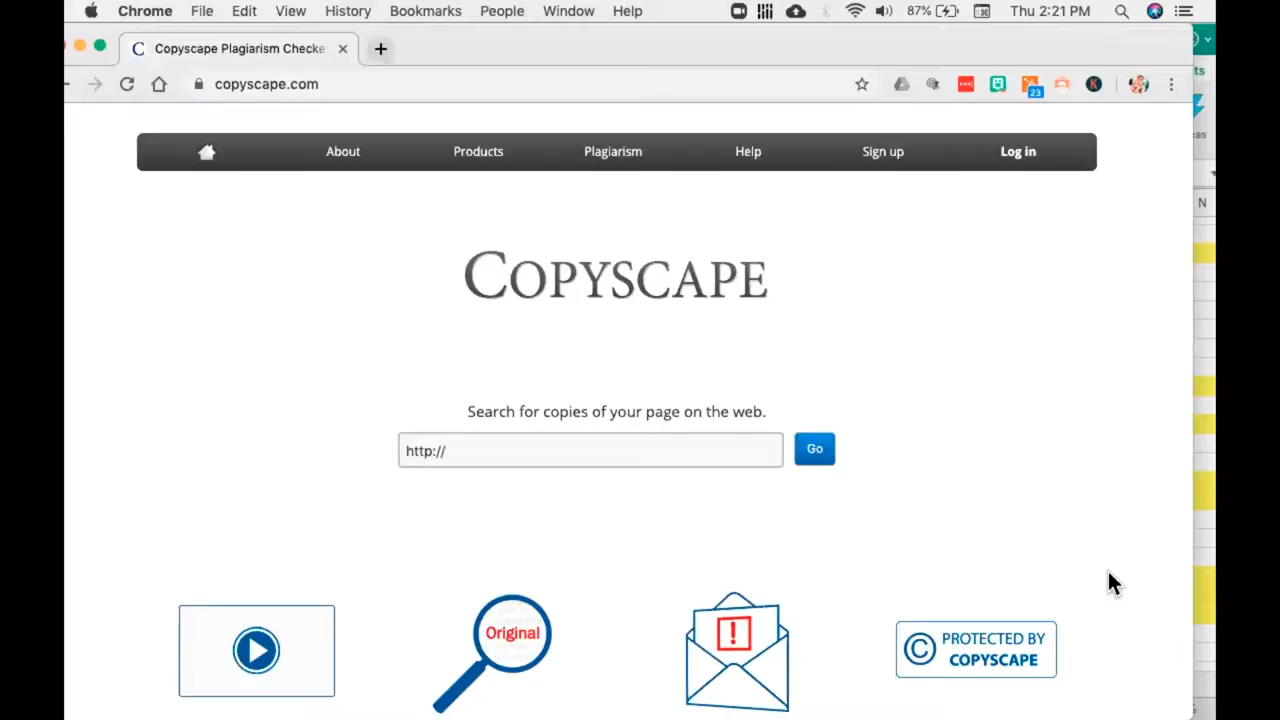 Chrome File Edit View History Bookmarks People Window Help 87% Thu 2:21 PM
C Copyscape Plagiarism Checke
copyscape.com 23 K
About Products Plagiarism Help Sign up Log in
N
COPYSCAPE
Search for copies of your page on the web.
http:// Go
Original
!
© PROTECTED BY
COPYSCAPE